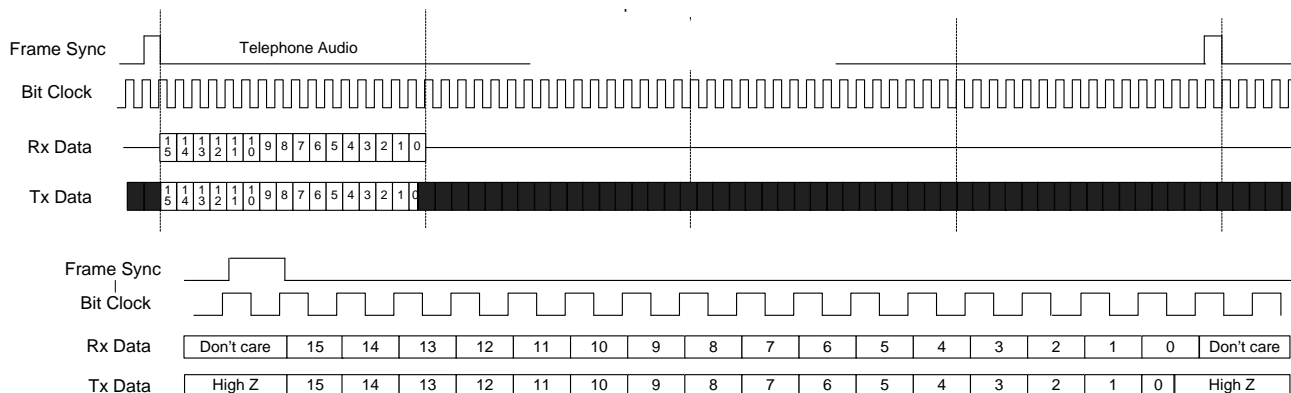 Frame Sync
Telephone Audio
Bit Clock
Rx Data
15 14 13 12 11 10 9 8 7 6 5 4 3 2 1 0
Tx Data
15 14 13 12 11 10 9 8 7 6 5 4 3 2 1 0
Frame Sync
Bit Clock
Rx Data Don't care 15 14 13 12 11 10 9 8 7 6 5 4 3 2 1 0 Don't care
Tx Data High Z 15 14 13 12 11 10 9 8 7 6 5 4 3 2 1 0 High Z